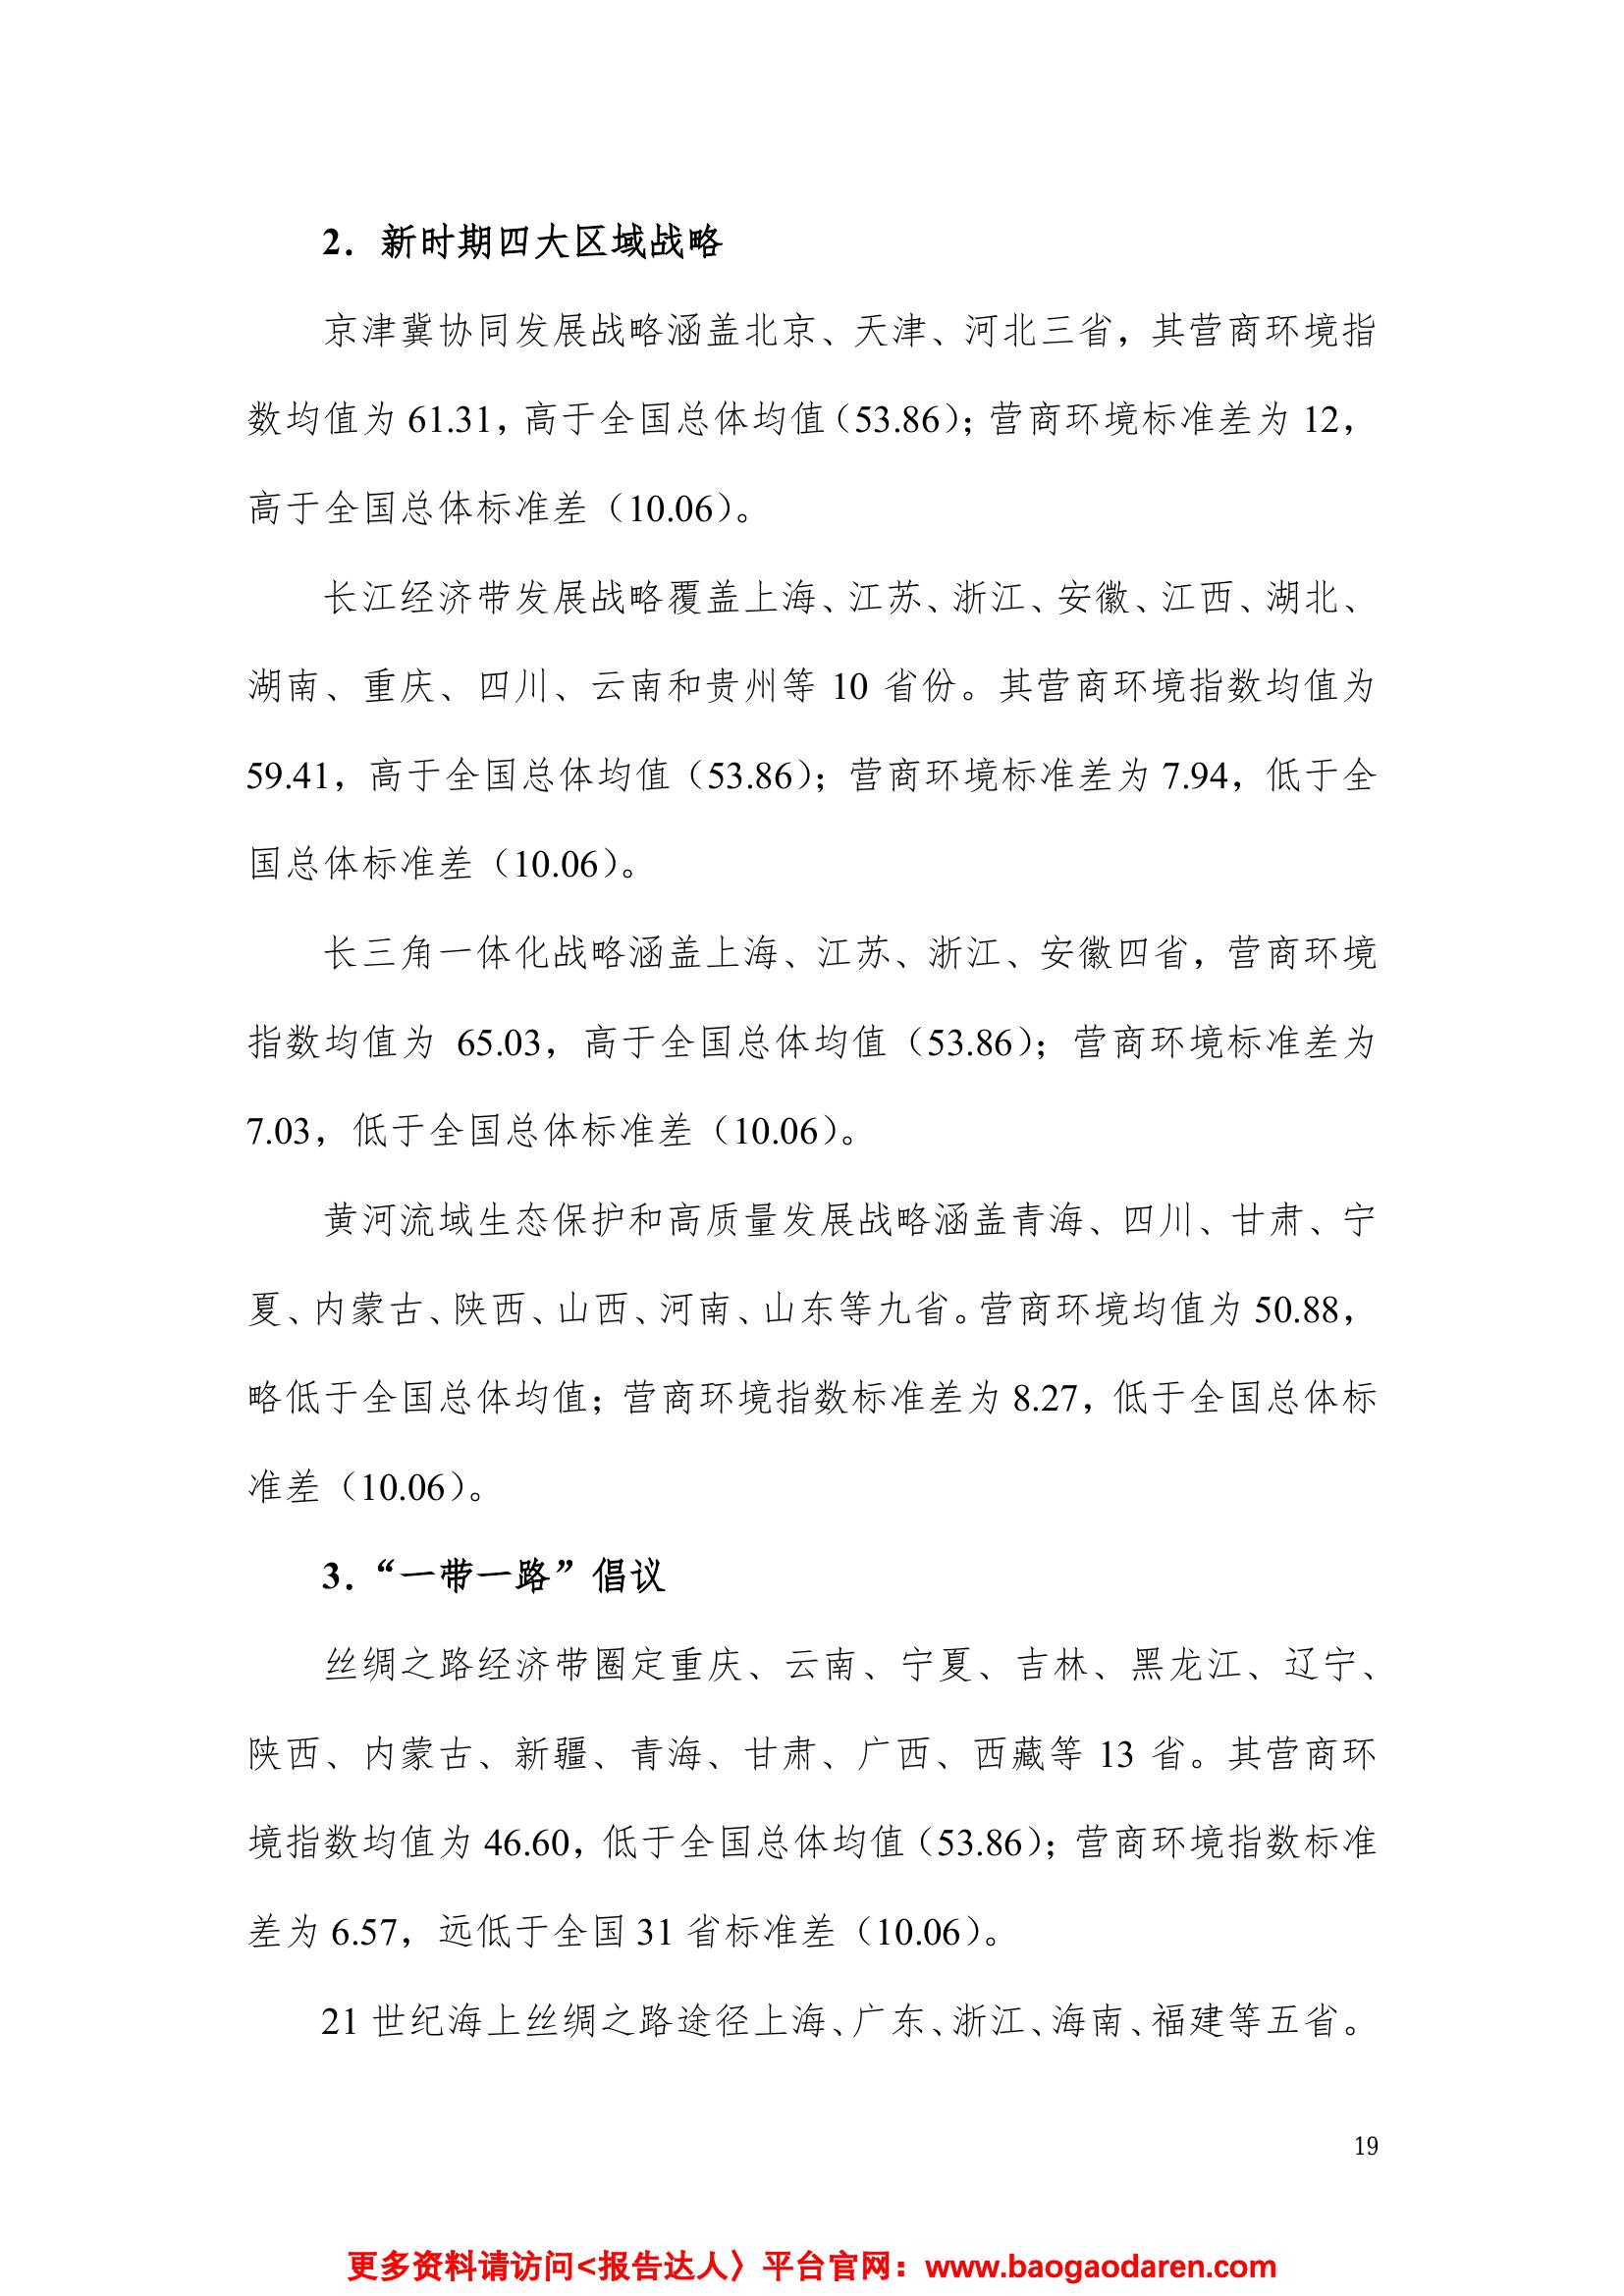 2．新时期四大区域战略
京津冀协同发展战略涵盖北京、天津、河北三省，其营商环境指
数均值为 61.31，高于全国总体均值（53.86）；营商环境标准差为 12，
高于全国总体标准差（10.06）。
长江经济带发展战略覆盖上海、江苏、浙江、安徽、江西、湖北、
湖南、重庆、四川、云南和贵州等 10 省份。其营商环境指数均值为
59.41，高于全国总体均值（53.86）；营商环境标准差为 7.94，低于全
国总体标准差（10.06）。
长三角一体化战略涵盖上海、江苏、浙江、安徽四省，营商环境
指数均值为 65.03，高于全国总体均值（53.86）；营商环境标准差为
7.03，低于全国总体标准差（10.06）。
黄河流域生态保护和高质量发展战略涵盖青海、四川、甘肃、宁
夏、内蒙古、陕西、山西、河南、山东等九省。营商环境均值为 50.88，
略低于全国总体均值；营商环境指数标准差为 8.27，低于全国总体标
准差（10.06）。
3．“一带一路”倡议
丝绸之路经济带圈定重庆、云南、宁夏、吉林、黑龙江、辽宁、
陕西、内蒙古、新疆、青海、甘肃、广西、西藏等 13 省。其营商环
境指数均值为 46.60，低于全国总体均值（53.86）；营商环境指数标准
差为 6.57，远低于全国 31 省标准差（10.06）。
21 世纪海上丝绸之路途径上海、广东、浙江、海南、福建等五省。
19
更多资料请访问<报告达人〉平台官网：www.baogaodaren.com